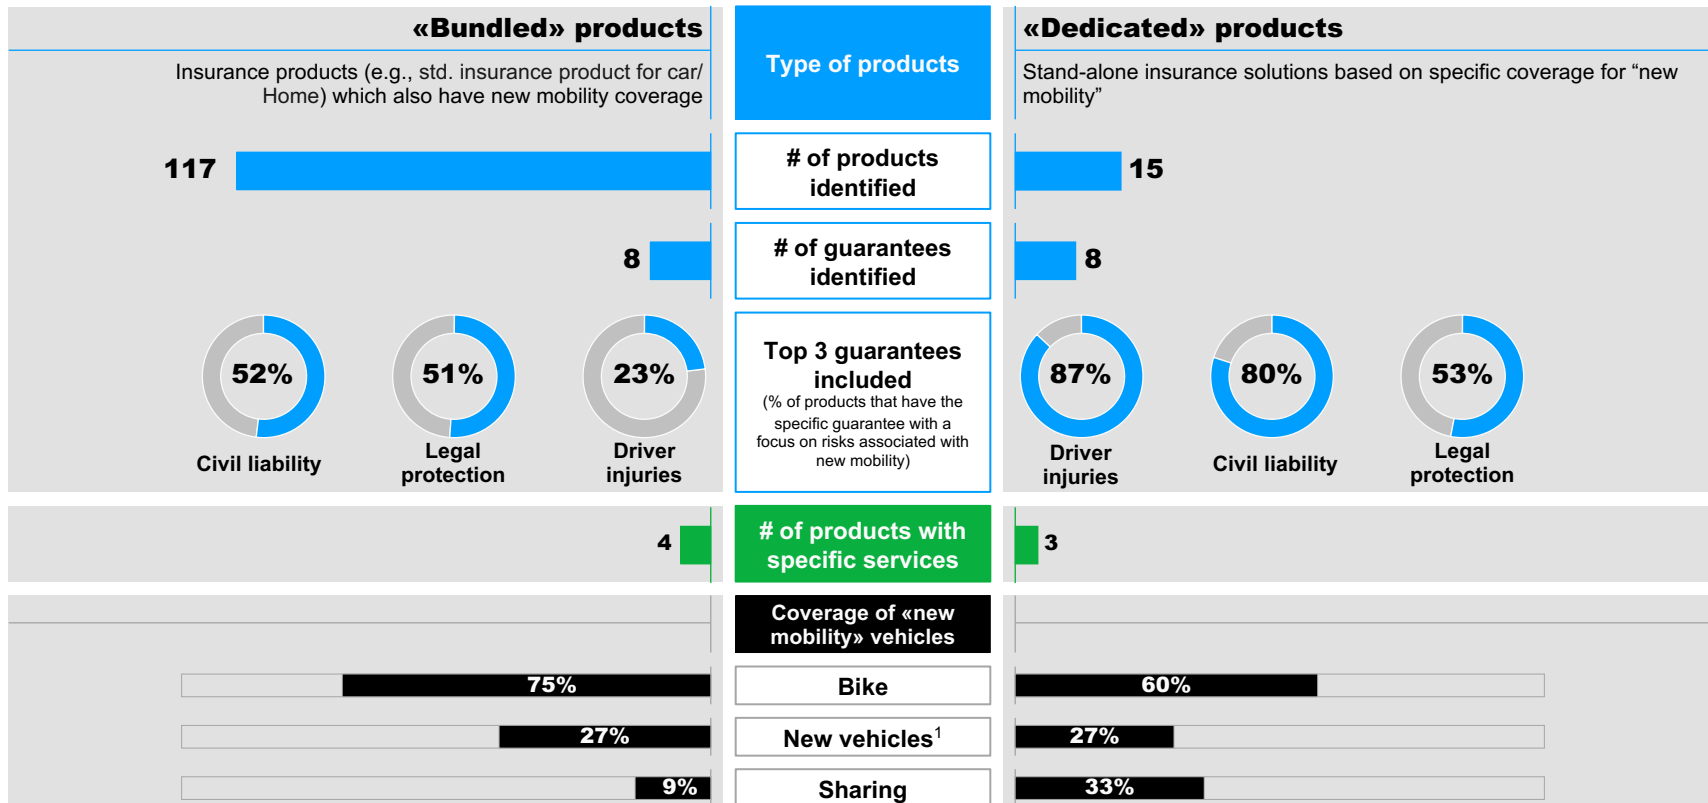 «Bundled» products
Insurance products (e.g., std. insurance product for car/
Home) which also have new mobility coverage
Type of products
«Dedicated» products
Stand-alone insurance solutions based on specific coverage for “new
mobility”
117
# of products
identified
15
8
# of guarantees
identified
8
52%
Civil liability
51%
Legal
protection
23%
Driver
injuries
Top 3 guarantees
included
(% of products that have the
specific guarantee with a
focus on risks associated with
new mobility)
87%
Driver
injuries
80%
Civil liability
53%
Legal
protection
4
# of products with
specific services
3
Coverage of «new
mobility» vehicles
75%
Bike
60%
27%
New vehicles1
27%
9%
Sharing
33%